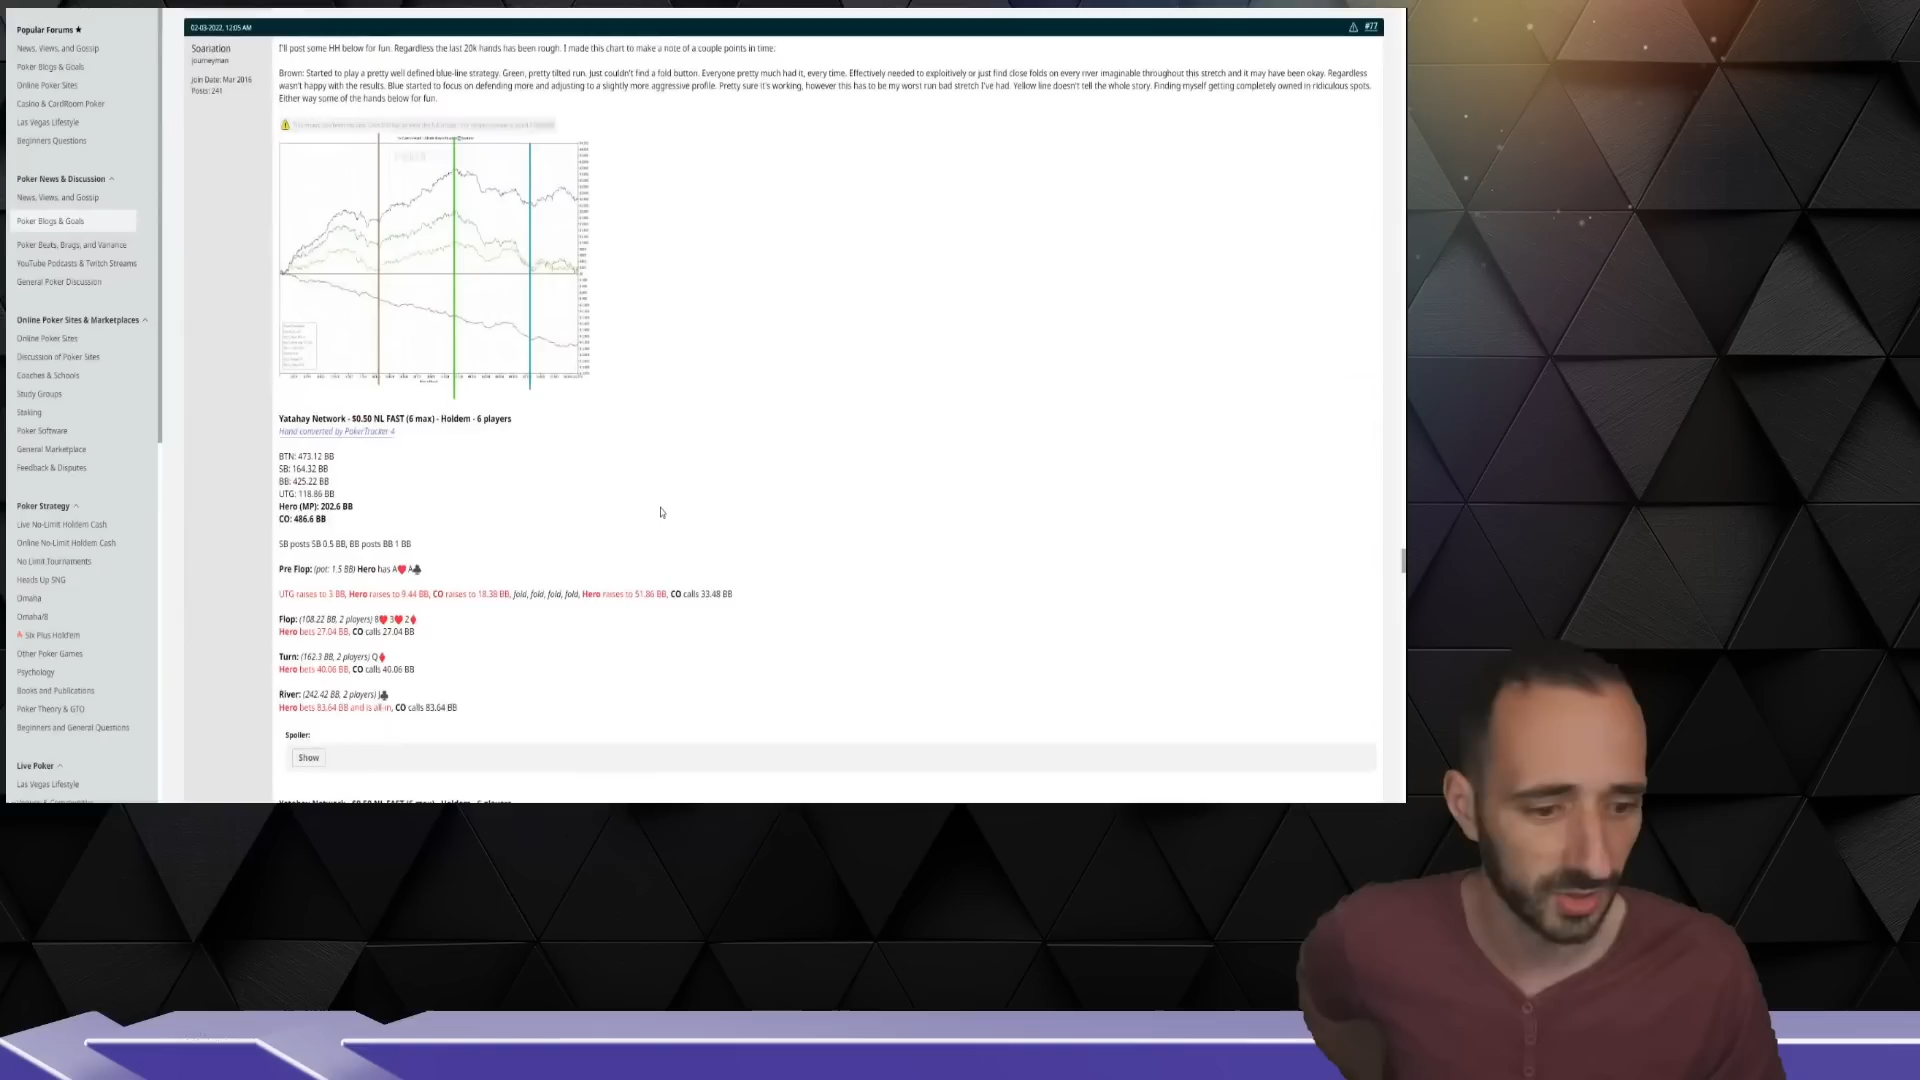 Popular Forums ★
News, Views, and Gossip
Poker Blogs & Goals
Online Poker Sites
Casino & CardRoom Poker
Las Vegas Lifestyle
Beginners Questions
Poker News & Discussion
News, Views, and Gossip
Poker Blogs & Goals
Poker Beats, Brags, and Variance
YouTube Podcasts & Twitch Streams
General Poker Discussion
Online Poker Sites & Marketplaces
Online Poker Sites
Discussion of Poker Sites
Coaches & Schools
Study Groups
Staking
Poker Software
General Marketplace
Feedback & Disputes
Poker Strategy
Live No-Limit Holdem Cash
Online No-Limit Holdem Cash
No Limit Tournaments
Heads Up SNG
Omaha
Omaha/8
Six Plus Hold'em
Other Poker Games
Psychology
Books and Publications
Poker Theory & GTO
Beginners and General Questions
Live Poker
Las Vegas Lifestyle
02-03-2022, 12:05 AM
#77
Soariation
journeyman
Join Date: Mar 2016
Posts: 241
I'll post some HH below for fun. Regardless the last 20k hands has been rough. I made this chart to make a note of a couple points in time:
Brown: Started to play a pretty well defined blue-line strategy. Green, pretty tilted run. Just couldn't find a fold button. Everyone pretty much had it, every time. Effectively needed to exploitively or just find close folds on every river imaginable throughout this stretch and it may have been okay. Regardless
wasn't happy with the results. Blue started to focus on defending more and adjusting to a slightly more aggressive profile. Pretty sure it's working, however this has to be my worst run bad stretch I've had. Yellow line doesn't tell the whole story. Finding myself getting completely owned in ridiculous spots.
Either way some of the hands below for fun.
Yatahay Network - $0.50 NL FAST (6 max) - Holdem - 6 players
Hand converted by PokerTracker 4
BTN: 473.12 BB
SB: 164.32 BB
BB: 425.22 BB
UTG: 118.86 BB
Hero (MP): 202.6 BB
CO: 486.6 BB
SB posts SB 0.5 BB, BB posts BB 1 BB
Pre Flop: (pot: 1.5 BB) Hero has A♥ A♣
UTG raises to 3 BB, Hero raises to 9.44 BB, CO raises to 18.38 BB, fold, fold, fold, fold, Hero raises to 51.86 BB, CO calls 33.48 BB
Flop: (108.22 BB, 2 players) 8♥ 3♥ 2♦
Hero bets 27.04 BB, CO calls 27.04 BB
Turn: (162.3 BB, 2 players) Q♦
Hero bets 40.06 BB, CO calls 40.06 BB
River: (242.42 BB, 2 players) J♣
Hero bets 83.64 BB and is all-in, CO calls 83.64 BB
Spoiler:
Show
Yatahay Network - $0.50 NL FAST (6 max) - Holdem - 6 players